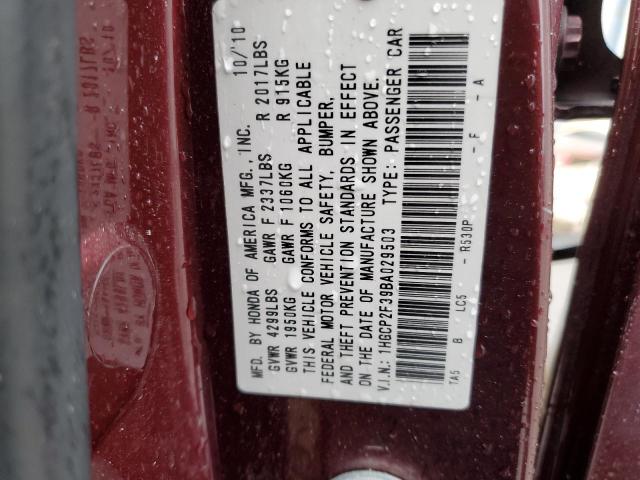 MFD. BY HONDA OF AMERICA MFG., INC. 10/'10
GVWR 4299LBS GAWR F 2337LBS R 2017LBS
GVWR 1950KG GAWR F 1060KG R 915KG
THIS VEHICLE CONFORMS TO ALL APPLICABLE
FEDERAL MOTOR VEHICLE SAFETY, BUMPER,
AND THEFT PREVENTION STANDARDS IN EFFECT
ON THE DATE OF MANUFACTURE SHOWN ABOVE.
V.I.N.: 1HGCP2F39BA029503 TYPE: PASSENGER CAR
TA5 B LC5 - R530P - F - A